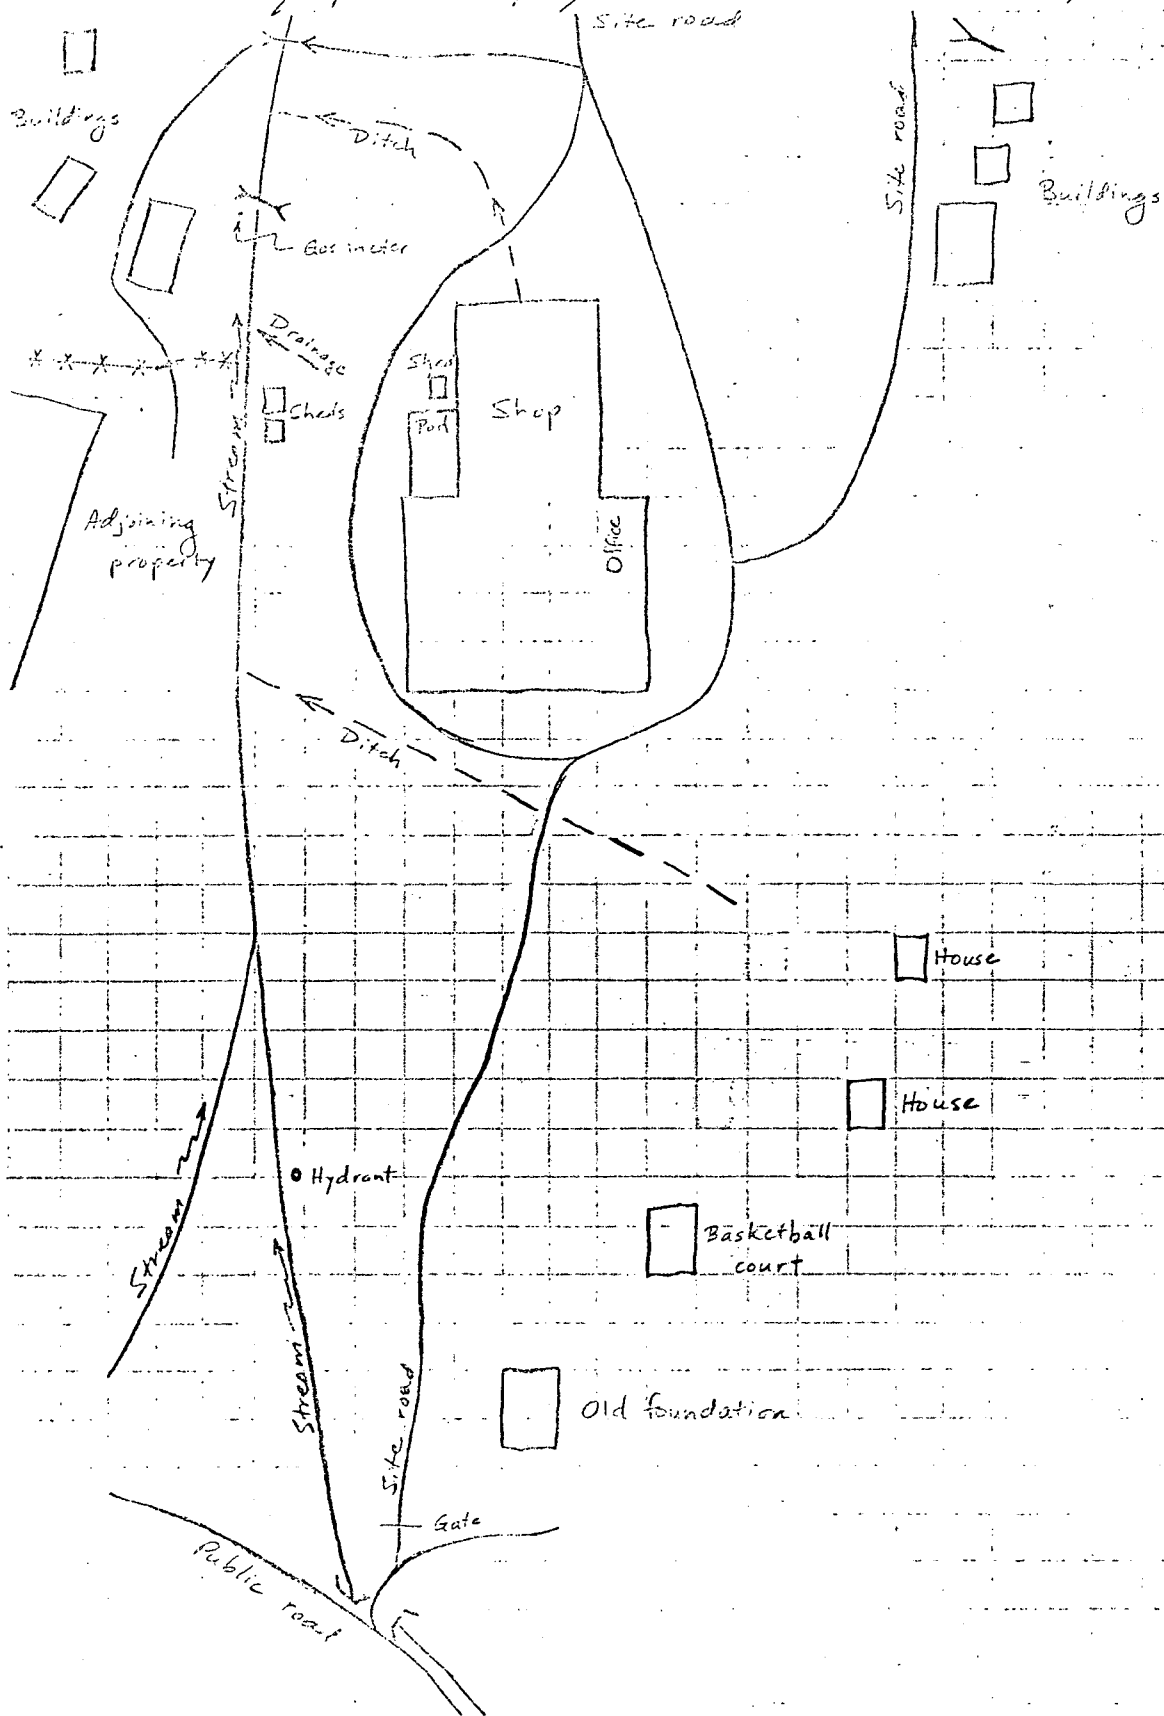 Site road
Buildings
Ditch
Site road
Buildings
Gas meter
Drainage
Shed
Sheds
Shop
Pad
Stream
Adjoining
property
Office
Ditch
House
House
Hydrant
Stream
Basketball
court
Stream
Site road
Old foundation
Gate
Public road